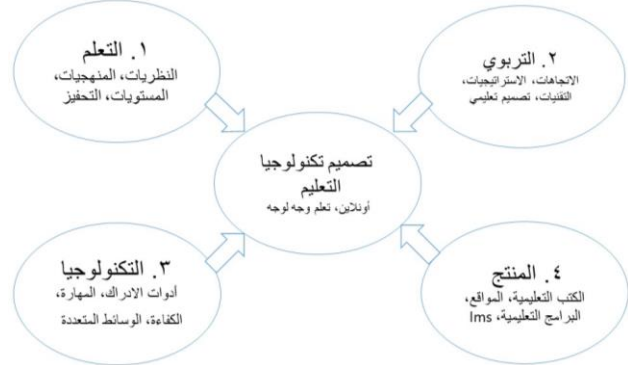 ١. التعلم
النظريات، المنهجيات،
المستويات، التحفيز
٢. التربوي
الاتجاهات، الاستراتيجيات،
التقنيات، تصميم تعليمي
تصميم تكنولوجيا
التعليم
أونلاين، تعلم وجه لوجه
٣. التكنولوجيا
أدوات الادراك، المهارة،
الكفاءة، الوسائط المتعددة
٤. المنتج
الكتب التعليمية، المواقع،
البرامج التعليمية، lms